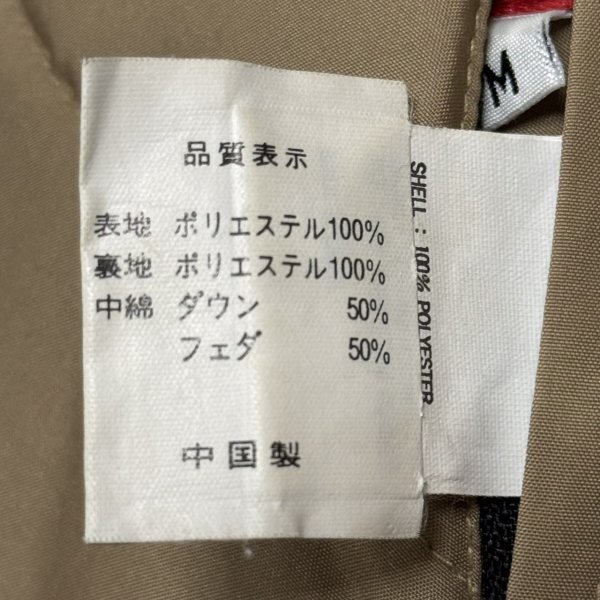 品質表示
表地 ポリエステル100%
裏地 ポリエステル100%
中綿 ダウン 50%
フェダ 50%
中国製
M
SHELL : 100% POLYESTER